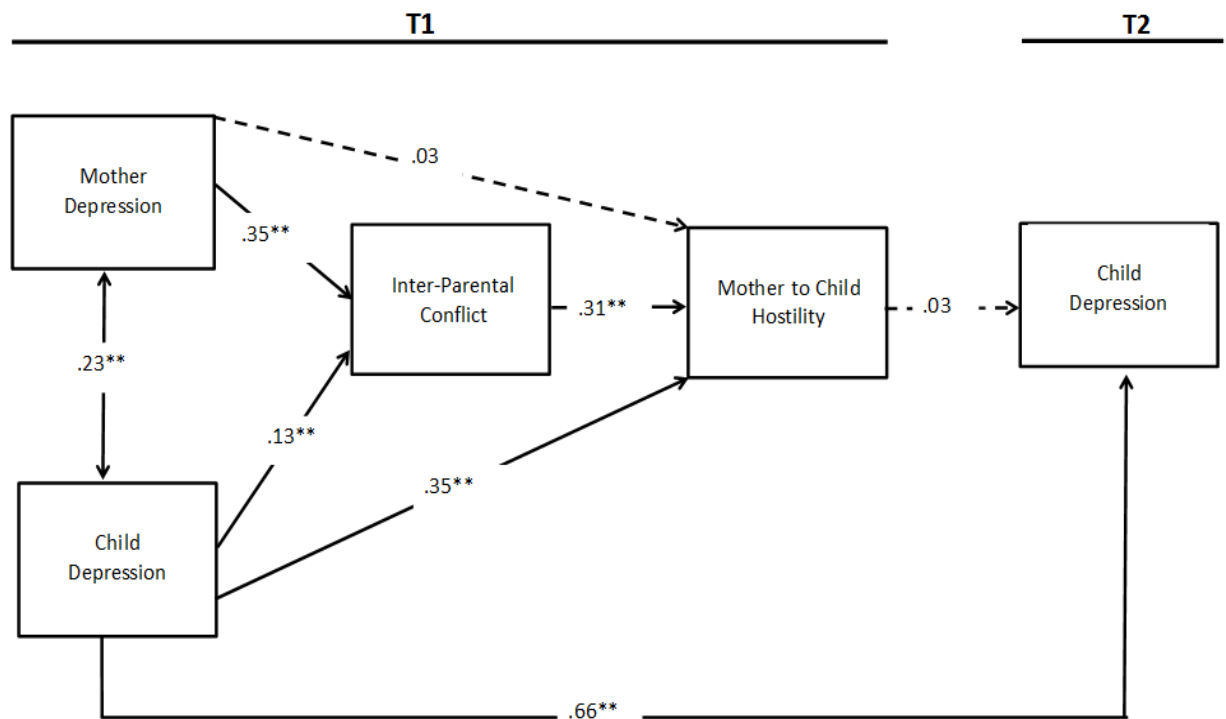 T1
T2
Mother
Depression
.03
.35**
Inter-Parental
Conflict
.31**
Mother to Child
Hostility
.03
Child
Depression
.23**
.13**
.35**
Child
Depression
.66**